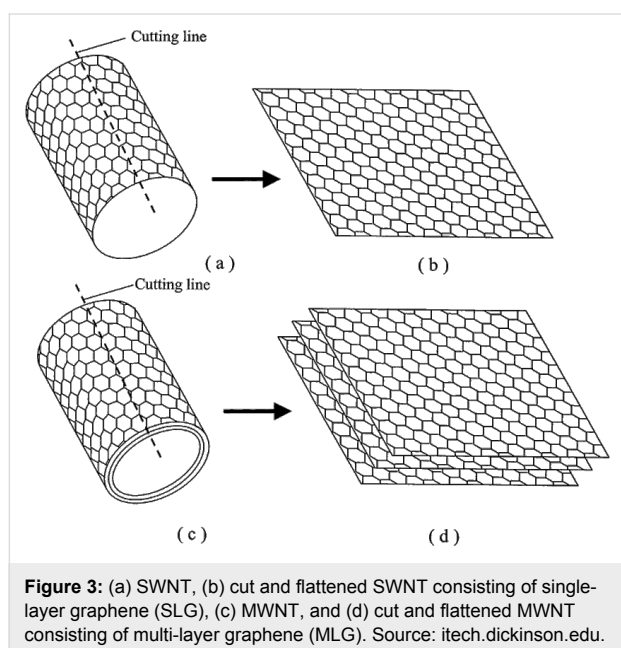 Cutting line
( a )
( b )
Cutting line
( c )
( d )
Figure 3: (a) SWNT, (b) cut and flattened SWNT consisting of single-
layer graphene (SLG), (c) MWNT, and (d) cut and flattened MWNT
consisting of multi-layer graphene (MLG). Source: itech.dickinson.edu.